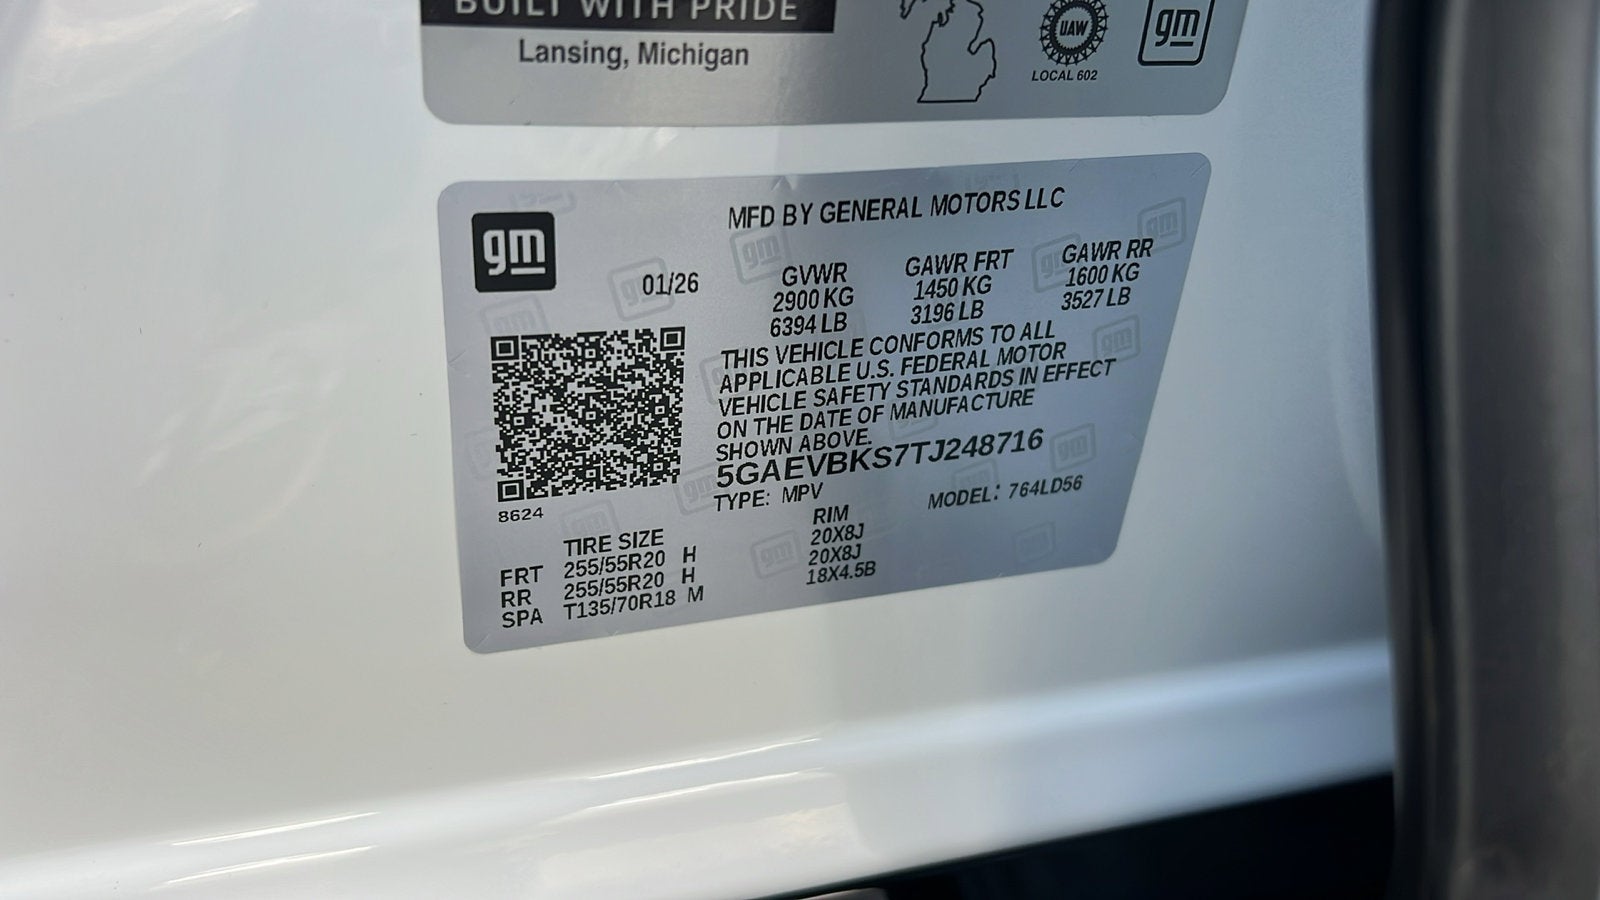 BUILT WITH PRIDE
Lansing, Michigan
UAW
LOCAL 602
gm
gm
MFD BY GENERAL MOTORS LLC
01/26
GVWR
2900 KG
6394 LB
GAWR FRT
1450 KG
3196 LB
GAWR RR
1600 KG
3527 LB
THIS VEHICLE CONFORMS TO ALL
APPLICABLE U.S. FEDERAL MOTOR
VEHICLE SAFETY STANDARDS IN EFFECT
ON THE DATE OF MANUFACTURE
SHOWN ABOVE.
5GAEVBKS7TJ248716
TYPE: MPV
MODEL: 764LD56
8624
TIRE SIZE
RIM
FRT 255/55R20 H 20X8J
RR 255/55R20 H 20X8J
SPA T135/70R18 M 18X4.5B